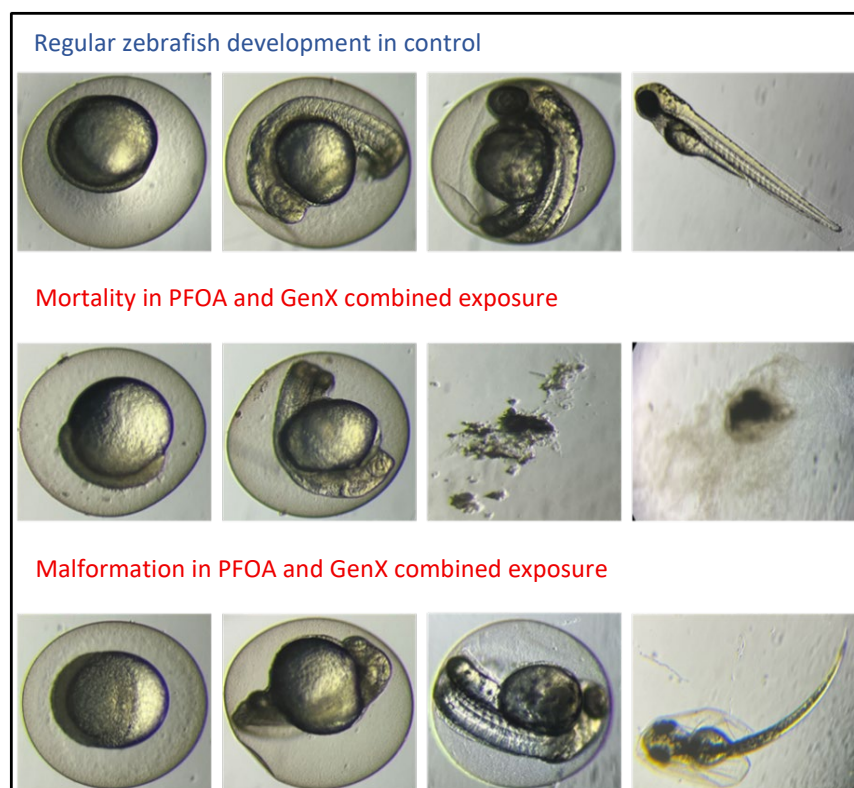 Regular zebrafish development in control
Mortality in PFOA and GenX combined exposure
Malformation in PFOA and GenX combined exposure